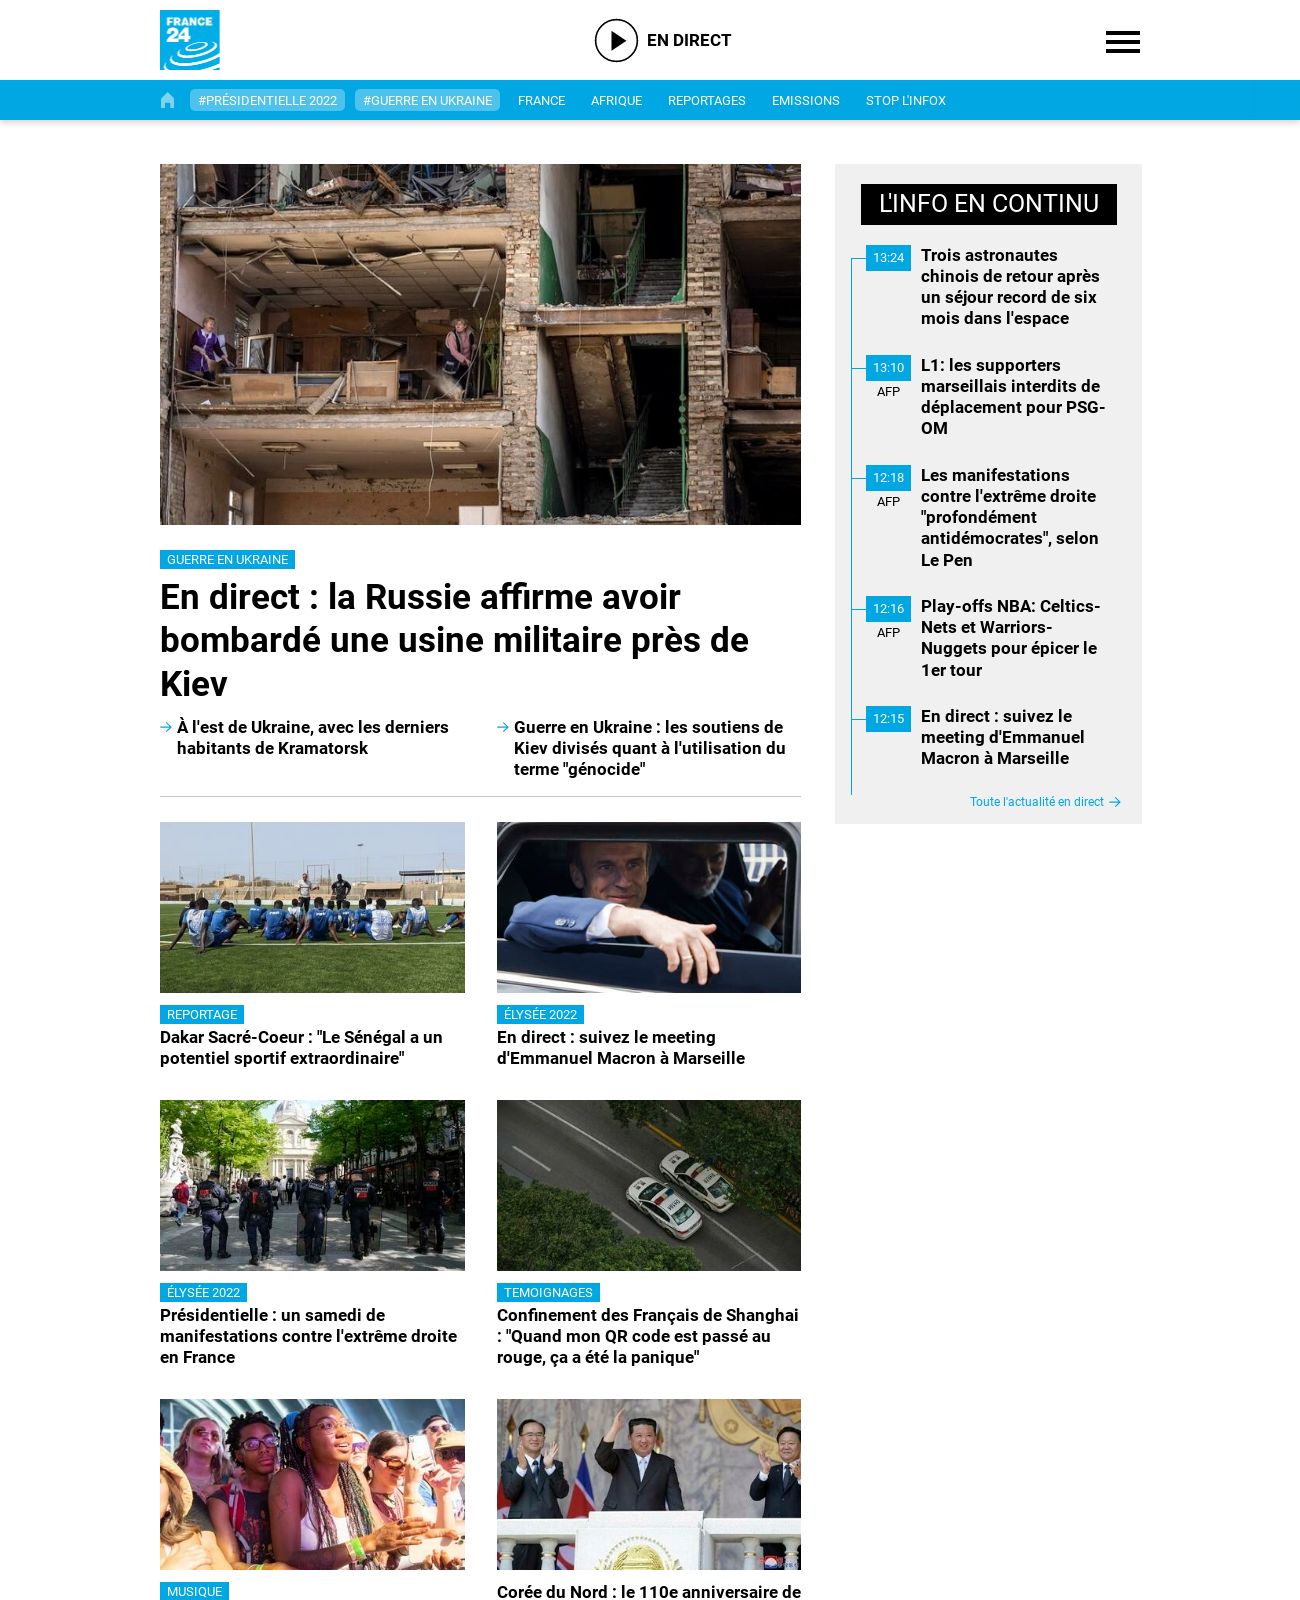 FRANCE
24
EN DIRECT
#PRÉSIDENTIELLE 2022
#GUERRE EN UKRAINE
FRANCE
AFRIQUE
REPORTAGES
EMISSIONS
STOP L'INFOX
GUERRE EN UKRAINE
En direct : la Russie affirme avoir
bombardé une usine militaire près de
Kiev
À l'est de Ukraine, avec les derniers
habitants de Kramatorsk
Guerre en Ukraine : les soutiens de
Kiev divisés quant à l'utilisation du
terme "génocide"
REPORTAGE
Dakar Sacré-Coeur : "Le Sénégal a un
potentiel sportif extraordinaire"
ÉLYSÉE 2022
En direct : suivez le meeting
d'Emmanuel Macron à Marseille
ÉLYSÉE 2022
Présidentielle : un samedi de
manifestations contre l'extrême droite
en France
TEMOIGNAGES
Confinement des Français de Shanghai
: "Quand mon QR code est passé au
rouge, ça a été la panique"
MUSIQUE
Corée du Nord : le 110e anniversaire de
L'INFO EN CONTINU
13:24
Trois astronautes
chinois de retour après
un séjour record de six
mois dans l'espace
13:10
AFP
L1: les supporters
marseillais interdits de
déplacement pour PSG-
OM
12:18
AFP
Les manifestations
contre l'extrême droite
"profondément
antidémocrates", selon
Le Pen
12:16
AFP
Play-offs NBA: Celtics-
Nets et Warriors-
Nuggets pour épicer le
1er tour
12:15
En direct : suivez le
meeting d'Emmanuel
Macron à Marseille
Toute l'actualité en direct